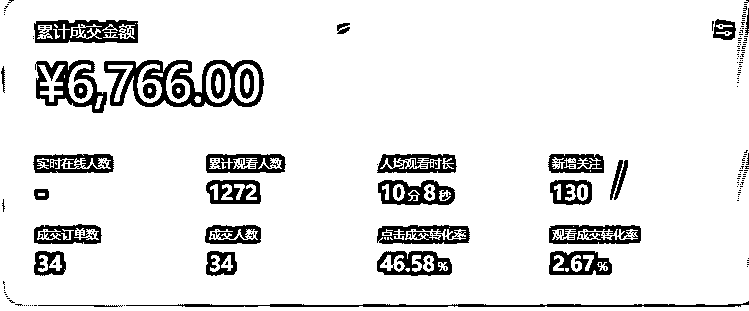 累计成交金额
¥6,766.00
实时在线人数 累计观看人数 人均观看时长 新增关注
- 1272 10分8秒 130
成交订单数 成交人数 点击成交转化率 观看成交转化率
34 34 46.58% 2.67%